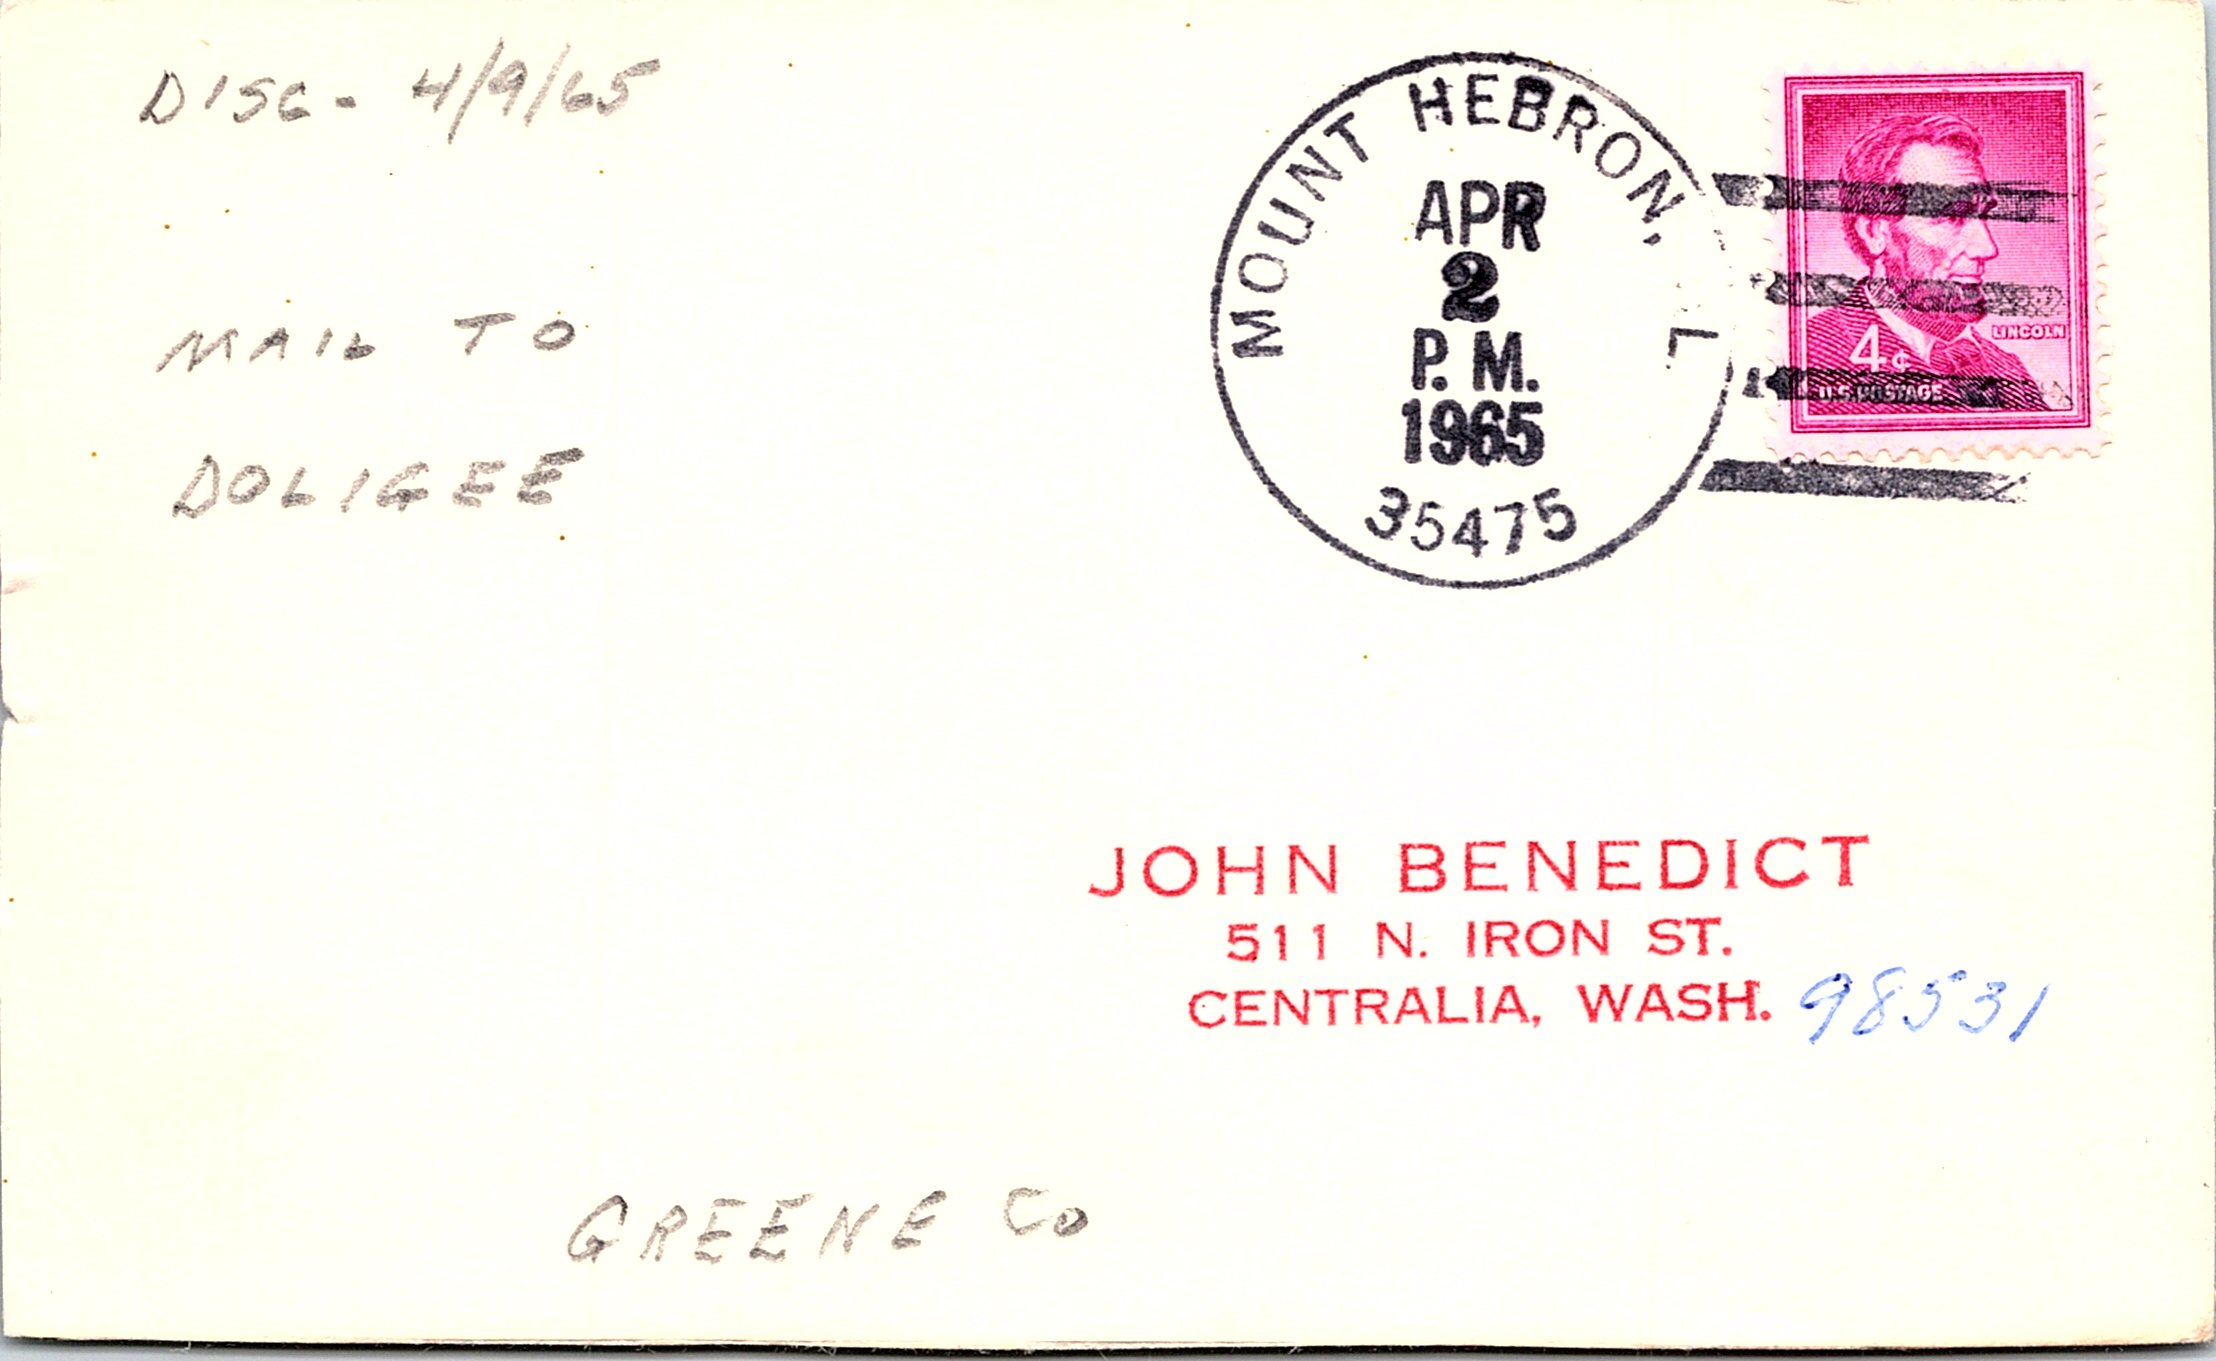 DISC - 4/9/65
MAIL TO
DOLIGEE
MOUNT HEBRON, L
APR
2
P.M.
1965
35475
LINCOLN
4¢
U.S. POSTAGE
JOHN BENEDICT
511 N. IRON ST.
CENTRALIA, WASH. 98531
GREENE CO